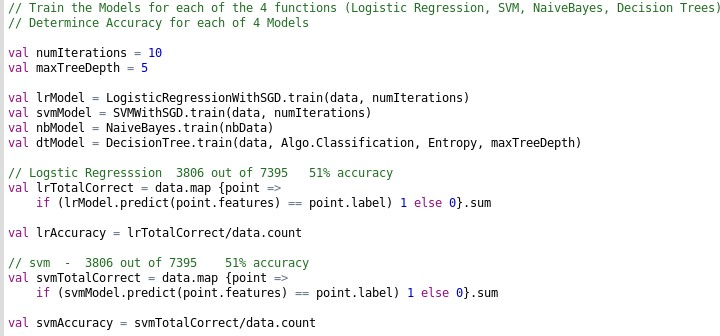 // Train the Models for each of the 4 functions (Logistic Regression, SVM, NaiveBayes, Decision Trees)
// Determince Accuracy for each of 4 Models
val numIterations = 10
val maxTreeDepth = 5
val lrModel = LogisticRegressionWithSGD.train(data, numIterations)
val svmModel = SVMWithSGD.train(data, numIterations)
val nbModel = NaiveBayes.train(nbData)
val dtModel = DecisionTree.train(data, Algo.Classification, Entropy, maxTreeDepth)
// Logstic Regresssion  3806 out of 7395   51% accuracy
val lrTotalCorrect = data.map {point =>
    if (lrModel.predict(point.features) == point.label) 1 else 0}.sum
val lrAccuracy = lrTotalCorrect/data.count
// svm  -  3806 out of 7395    51% accuracy
val svmTotalCorrect = data.map {point =>
    if (svmModel.predict(point.features) == point.label) 1 else 0}.sum
val svmAccuracy = svmTotalCorrect/data.count